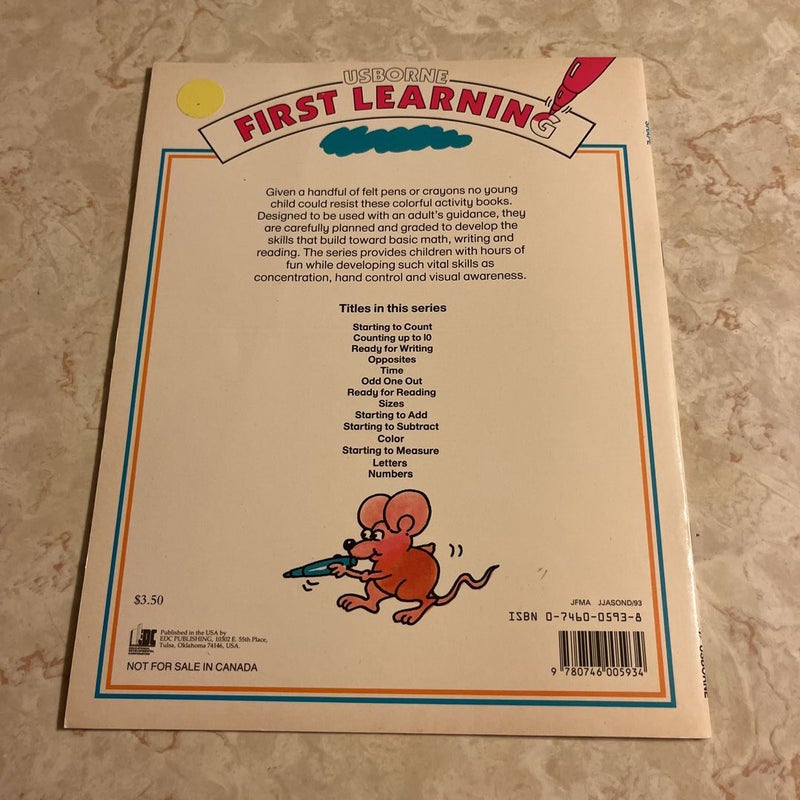 USBORNE
FIRST LEARNING
Given a handful of felt pens or crayons no young
child could resist these colorful activity books.
Designed to be used with an adult's guidance, they
are carefully planned and graded to develop the
skills that build toward basic math, writing and
reading. The series provides children with hours of
fun while developing such vital skills as
concentration, hand control and visual awareness.
Titles in this series
Starting to Count
Counting up to 10
Ready for Writing
Opposites
Time
Odd One Out
Ready for Reading
Sizes
Starting to Add
Starting to Subtract
Color
Starting to Measure
Letters
Numbers
$3.50
EDC
Published in the USA by
EDC PUBLISHING, 10302 E. 55th Place,
Tulsa, Oklahoma 74146, USA.
NOT FOR SALE IN CANADA
JFMA JJASOND/93
ISBN 0-7460-0593-8
9 780746 005934
USBORNE